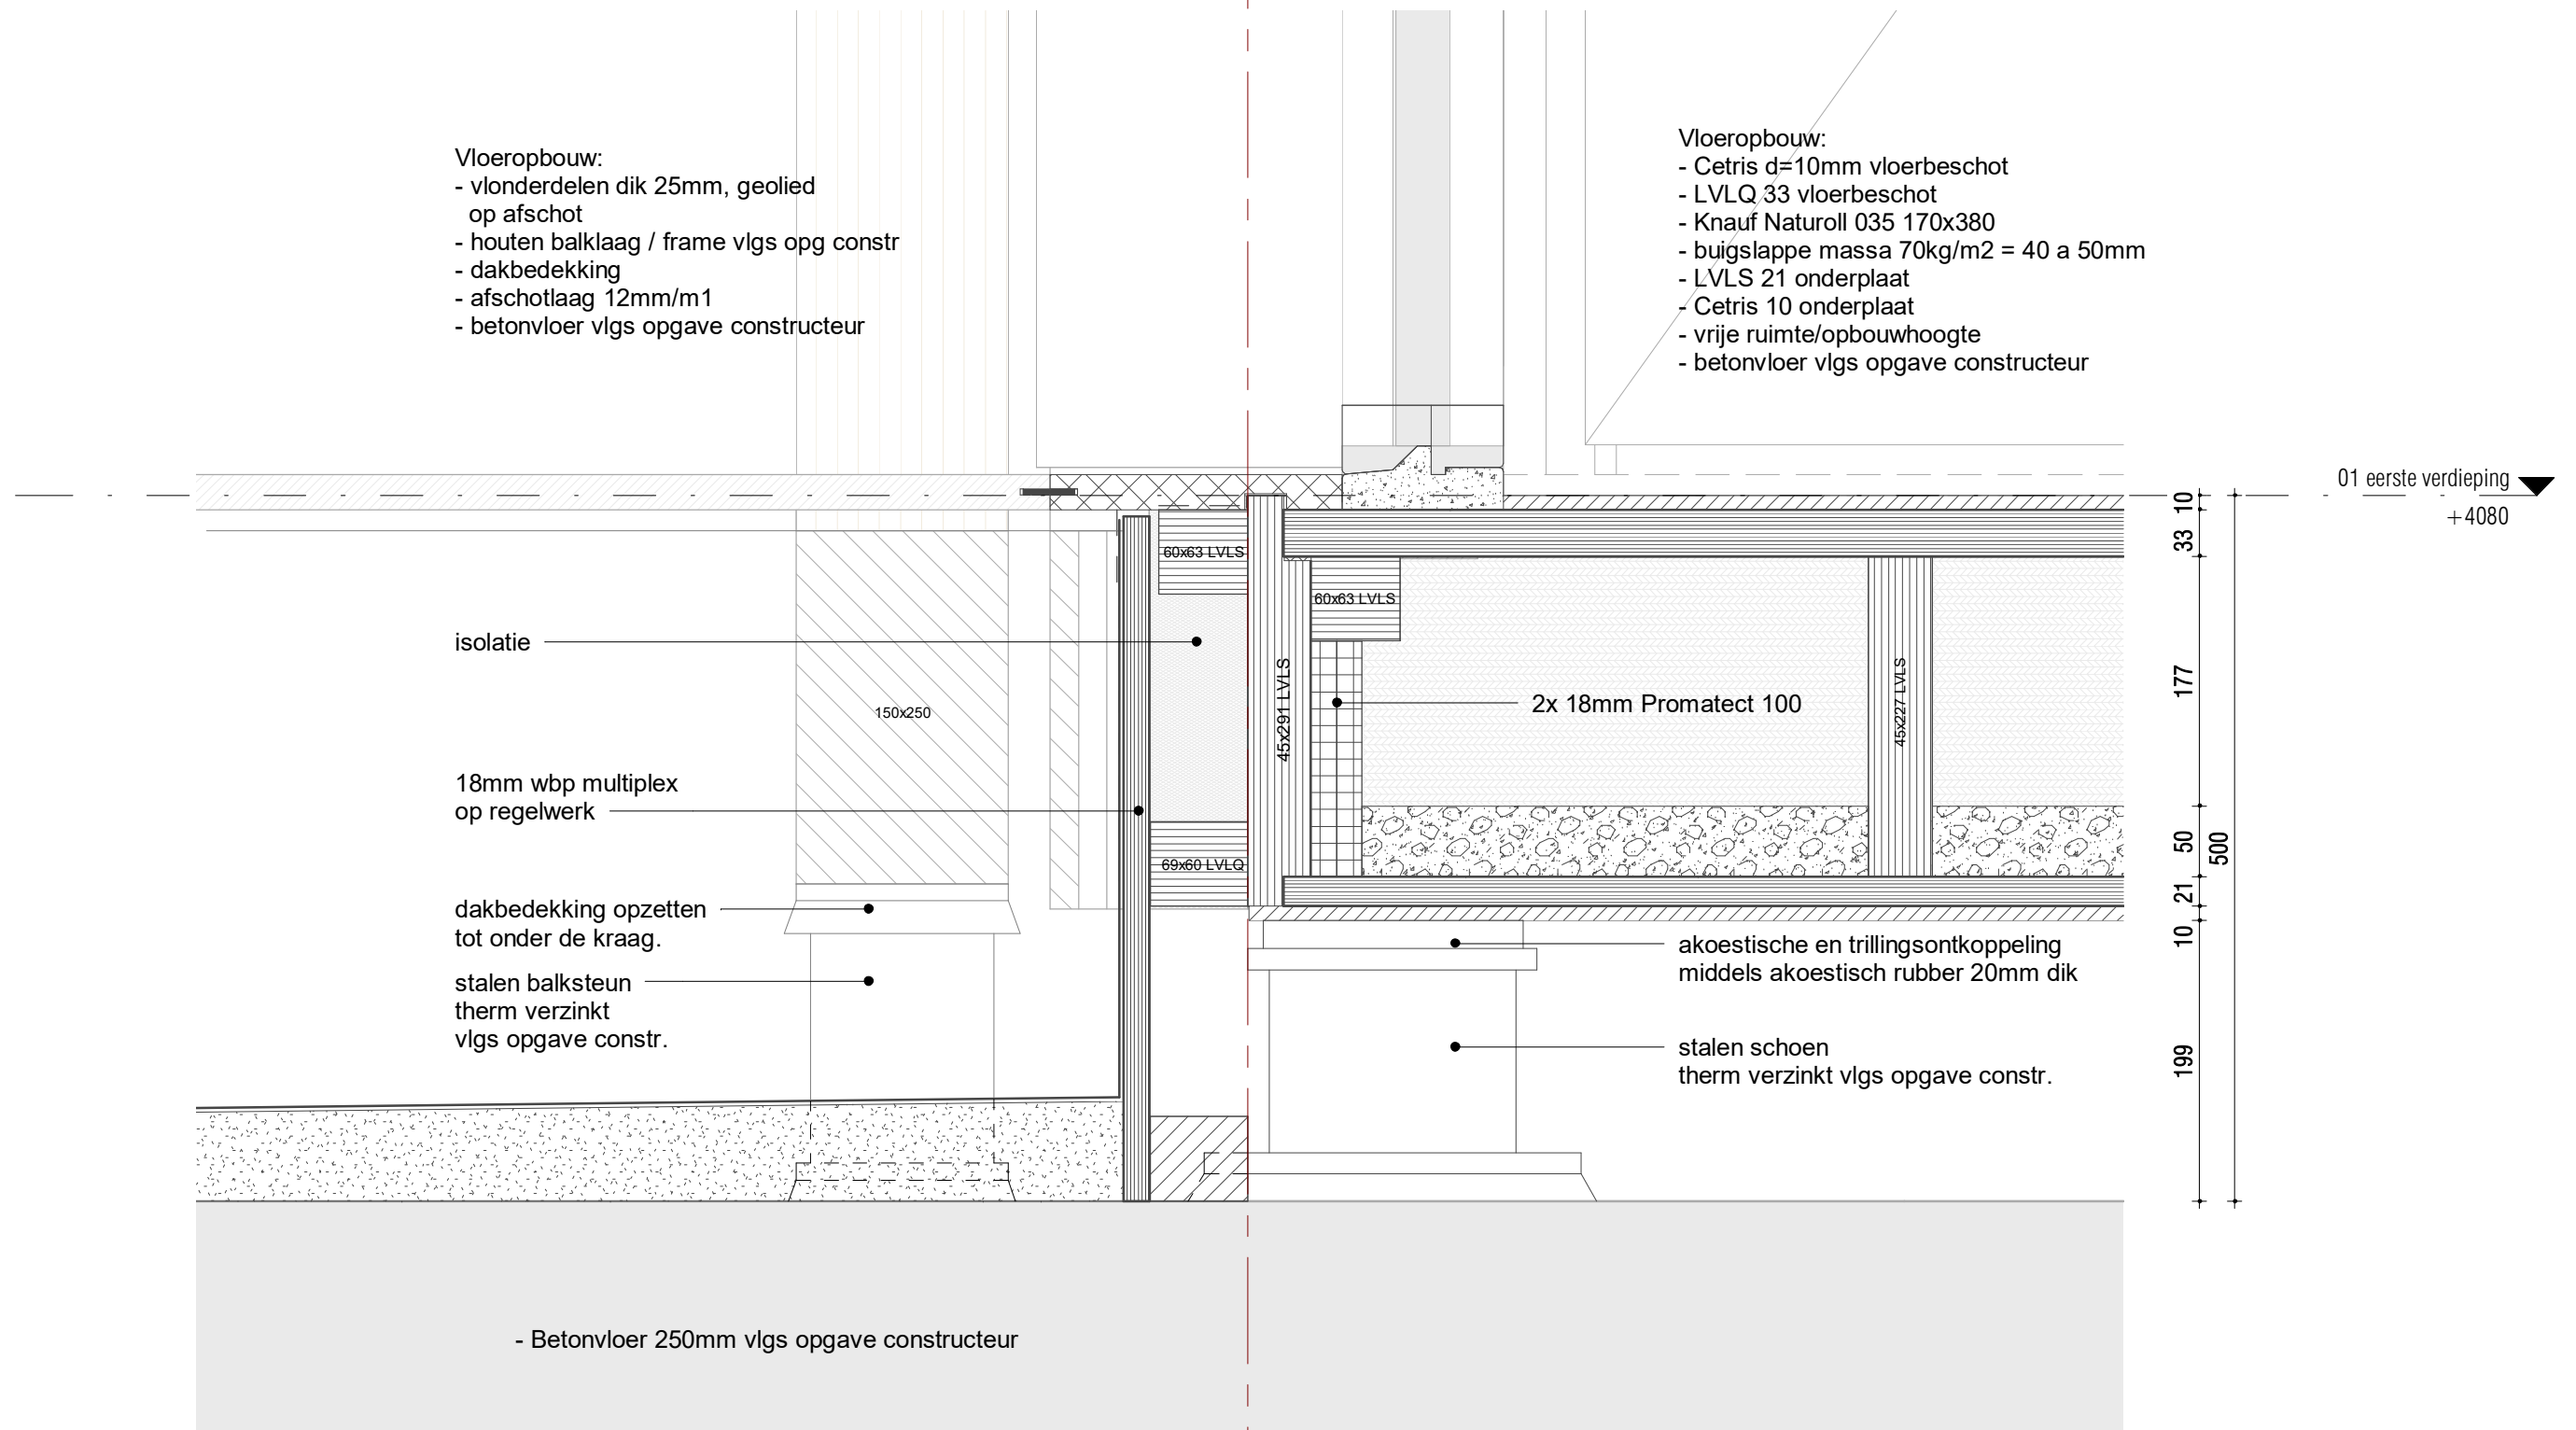 Vloeropbouw:
- vlonderdelen dik 25mm, geolied
op afschot
- houten balklaag / frame vlgs opg constr
- dakbedekking
- afschotlaag 12mm/m1
- betonvloer vlgs opgave constructeur
Vloeropbouw:
- Cetris d=10mm vloerbeschot
- LVLQ 33 vloerbeschot
- Knauf Naturoll 035 170x380
- buigslappe massa 70kg/m2 = 40 a 50mm
- LVLS 21 onderplaat
- Cetris 10 onderplaat
- vrije ruimte/opbouwhoogte
- betonvloer vlgs opgave constructeur
01 eerste verdieping
+4080
60x63 LVLS
60x63 LVLS
isolatie
45x291 LVLS
2x 18mm Promatect 100
45x227 LVLS
150x250
18mm wbp multiplex
op regelwerk
69x60 LVLQ
dakbedekking opzetten
tot onder de kraag.
stalen balksteun
therm verzinkt
vlgs opgave constr.
akoestische en trillingsontkoppeling
middels akoestisch rubber 20mm dik
stalen schoen
therm verzinkt vlgs opgave constr.
10
33
177
50
21
10
199
500
- Betonvloer 250mm vlgs opgave constructeur